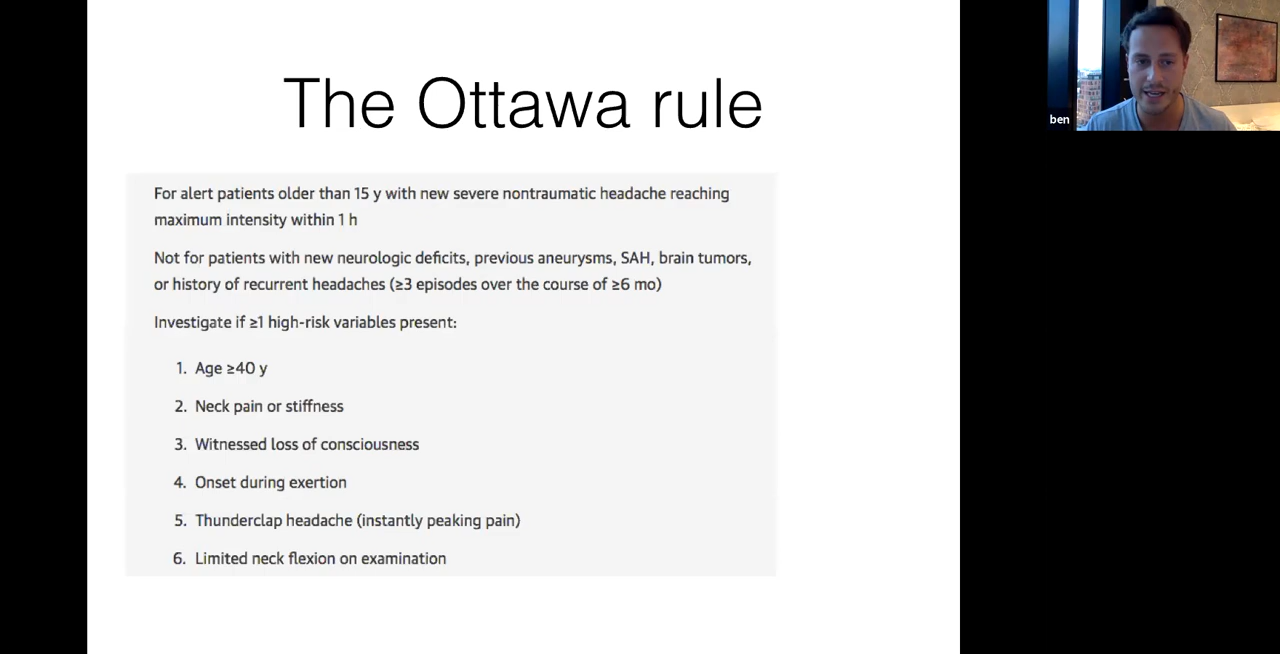 The Ottawa rule
For alert patients older than 15 y with new severe nontraumatic headache reaching
maximum intensity within 1 h
Not for patients with new neurologic deficits, previous aneurysms, SAH, brain tumors,
or history of recurrent headaches (≥3 episodes over the course of ≥6 mo)
Investigate if ≥1 high-risk variables present:
1. Age ≥40 y
2. Neck pain or stiffness
3. Witnessed loss of consciousness
4. Onset during exertion
5. Thunderclap headache (instantly peaking pain)
6. Limited neck flexion on examination
ben